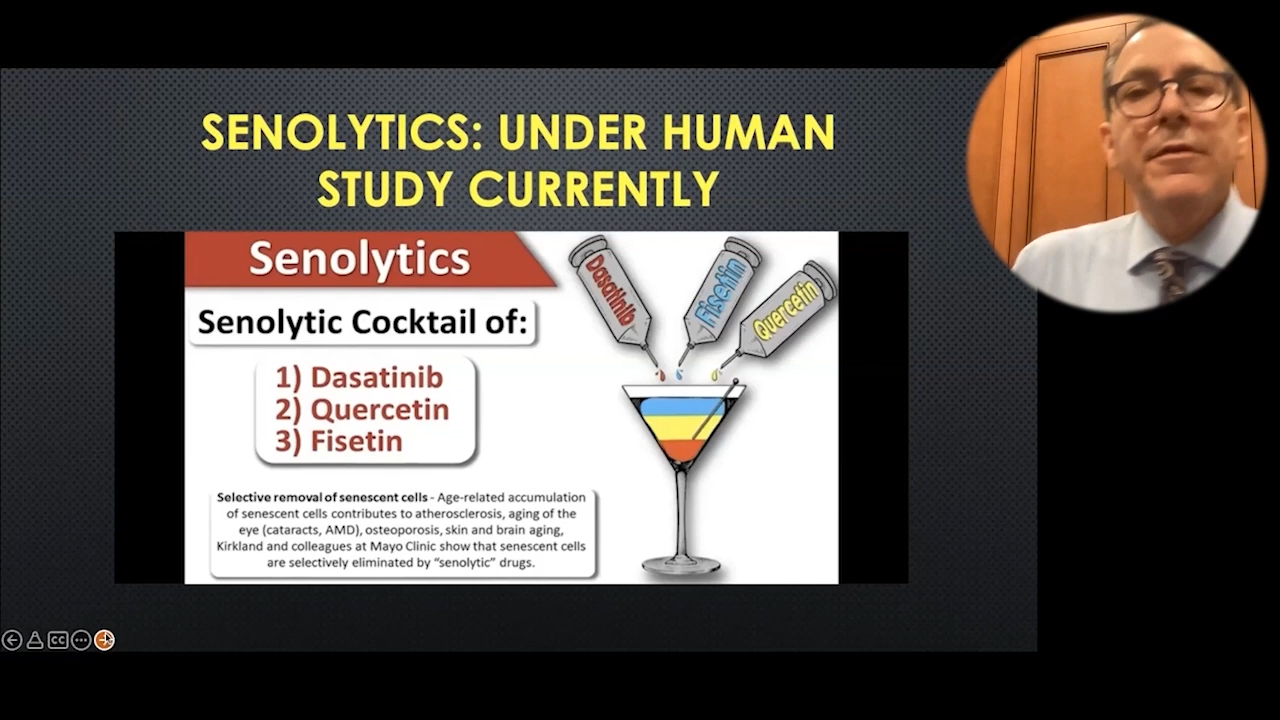 SENOLYTICS: UNDER HUMAN
STUDY CURRENTLY
Senolytics
Senolytic Cocktail of:
1) Dasatinib
2) Quercetin
3) Fisetin
Dasatinib
Fisetin
Quercetin
Selective removal of senescent cells - Age-related accumulation
of senescent cells contributes to atherosclerosis, aging of the
eye (cataracts, AMD), osteoporosis, skin and brain aging,
Kirkland and colleagues at Mayo Clinic show that senescent cells
are selectively eliminated by “senolytic” drugs.
CC